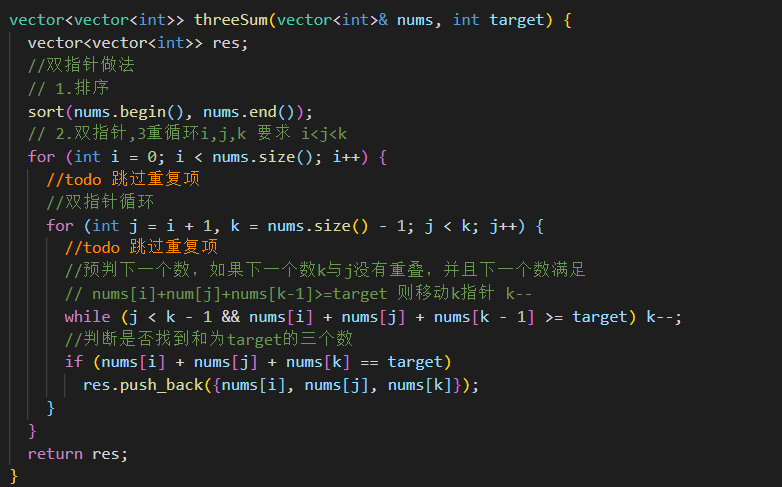 vector<vector<int>> threeSum(vector<int>& nums, int target) {
  vector<vector<int>> res;
  //双指针做法
  // 1.排序
  sort(nums.begin(), nums.end());
  // 2.双指针,3重循环i,j,k 要求 i<j<k
  for (int i = 0; i < nums.size(); i++) {
    //todo 跳过重复项
    //双指针循环
    for (int j = i + 1, k = nums.size() - 1; j < k; j++) {
      //todo 跳过重复项
      //预判下一个数，如果下一个数k与j没有重叠，并且下一个数满足
      // nums[i]+num[j]+nums[k-1]>=target 则移动k指针 k--
      while (j < k - 1 && nums[i] + nums[j] + nums[k - 1] >= target) k--;
      //判断是否找到和为target的三个数
      if (nums[i] + nums[j] + nums[k] == target)
        res.push_back({nums[i], nums[j], nums[k]});
    }
  }
  return res;
}